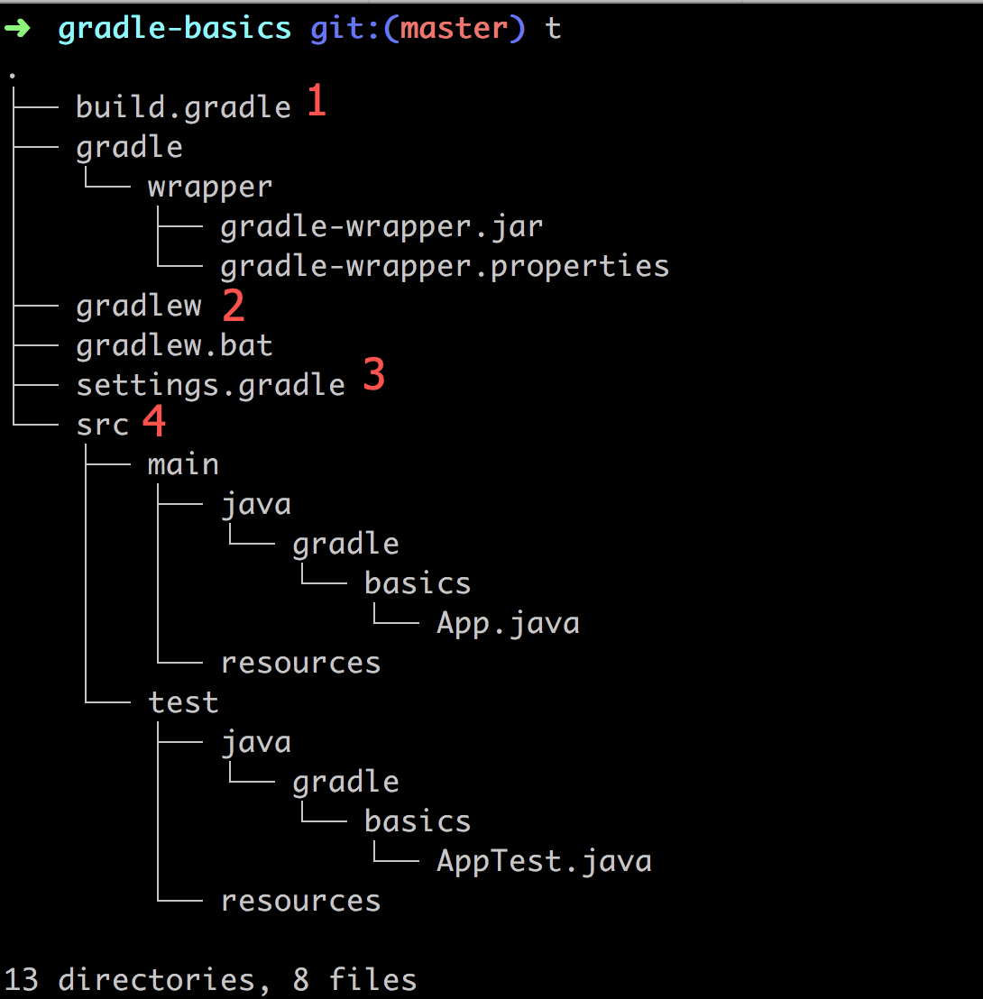 ➜ gradle-basics git:(master) t
.
├── build.gradle 1
├── gradle
│   └── wrapper
│       ├── gradle-wrapper.jar
│       └── gradle-wrapper.properties
├── gradlew 2
├── gradlew.bat
├── settings.gradle 3
└── src 4
    ├── main
    │   ├── java
    │   │   └── gradle
    │   │       └── basics
    │   │           └── App.java
    │   └── resources
    └── test
        ├── java
        │   └── gradle
        │       └── basics
        │           └── AppTest.java
        └── resources
13 directories, 8 files